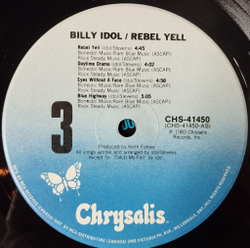 BILLY IDOL / REBEL YELL
Rebel Yell (Idol/Stevens) 4:45
Boneidol Music/Rare Blue Music (ASCAP)
Rock Steady Music (ASCAP)
Daytime Drama (Idol/Stevens) 4:02
Boneidol Music/Rare Blue Music (ASCAP)
Rock Steady Music (ASCAP)
Eyes Without A Face (Idol/Stevens) 4:58
Boneidol Music/Rare Blue Music (ASCAP)
Rock Steady Music (ASCAP)
Blue Highway (Idol/Stevens) 5:05
Boneidol Music/Rare Blue Music (ASCAP)
Rock Steady Music (ASCAP)
3
CHS-41450
(CHS-41450-AS)
Ⓟ 1983 Chrysalis
Records, Inc.
Produced by Keith Forsey
All songs written and arranged by Idol/Stevens
except for "Catch My Fall" by Idol
Chrysalis